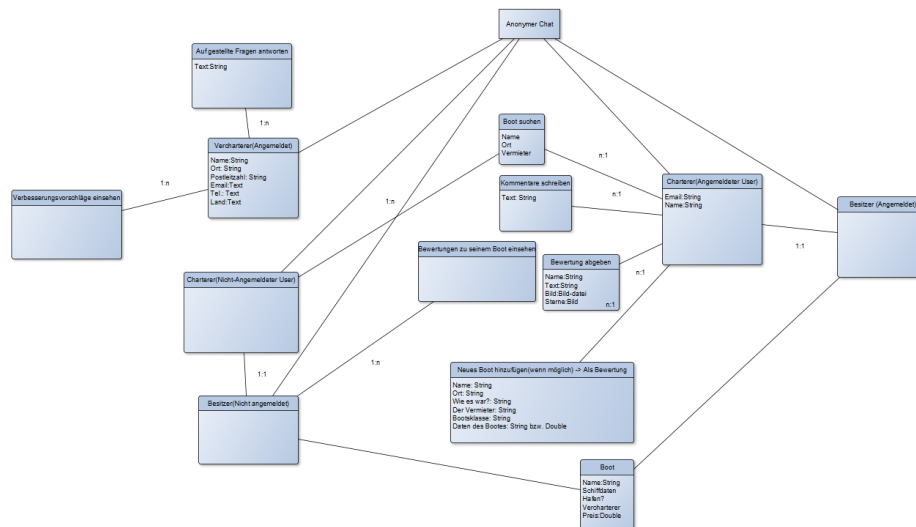 Anonymer Chat
Auf gestellte Fragen antworten
Text:String
1:n
Vercharterer(Angemeldet)
Name:String
Ort: String
Postleitzahl: String
Email:Text
Tel.: Text
Land:Text
1:n
Verbesserungsvorschläge einsehen
Boot suchen
Name
Ort
Vermieter
n:1
Kommentare schreiben
Text: String
n:1
Charterer(Angemeldeter User)
Email:String
Name:String
Besitzer (Angemeldet)
1:1
1:n
Bewertungen zu seinem Boot einsehen
Bewertung abgeben
Name:String
Text:String
Bild:Bild-datei
Sterne:Bild
n:1
n:1
Charterer(Nicht-Angemeldeter User)
1:1
1:n
Besitzer(Nicht angemeldet)
Neues Boot hinzufügen(wenn möglich) -> Als Bewertung
Name: String
Ort: String
Wie es war?: String
Der Vermieter: String
Bootsklasse: String
Daten des Bootes: String bzw. Double
Boot
Name:String
Schiffdaten
Hafen?
Vercharterer
Preis:Double